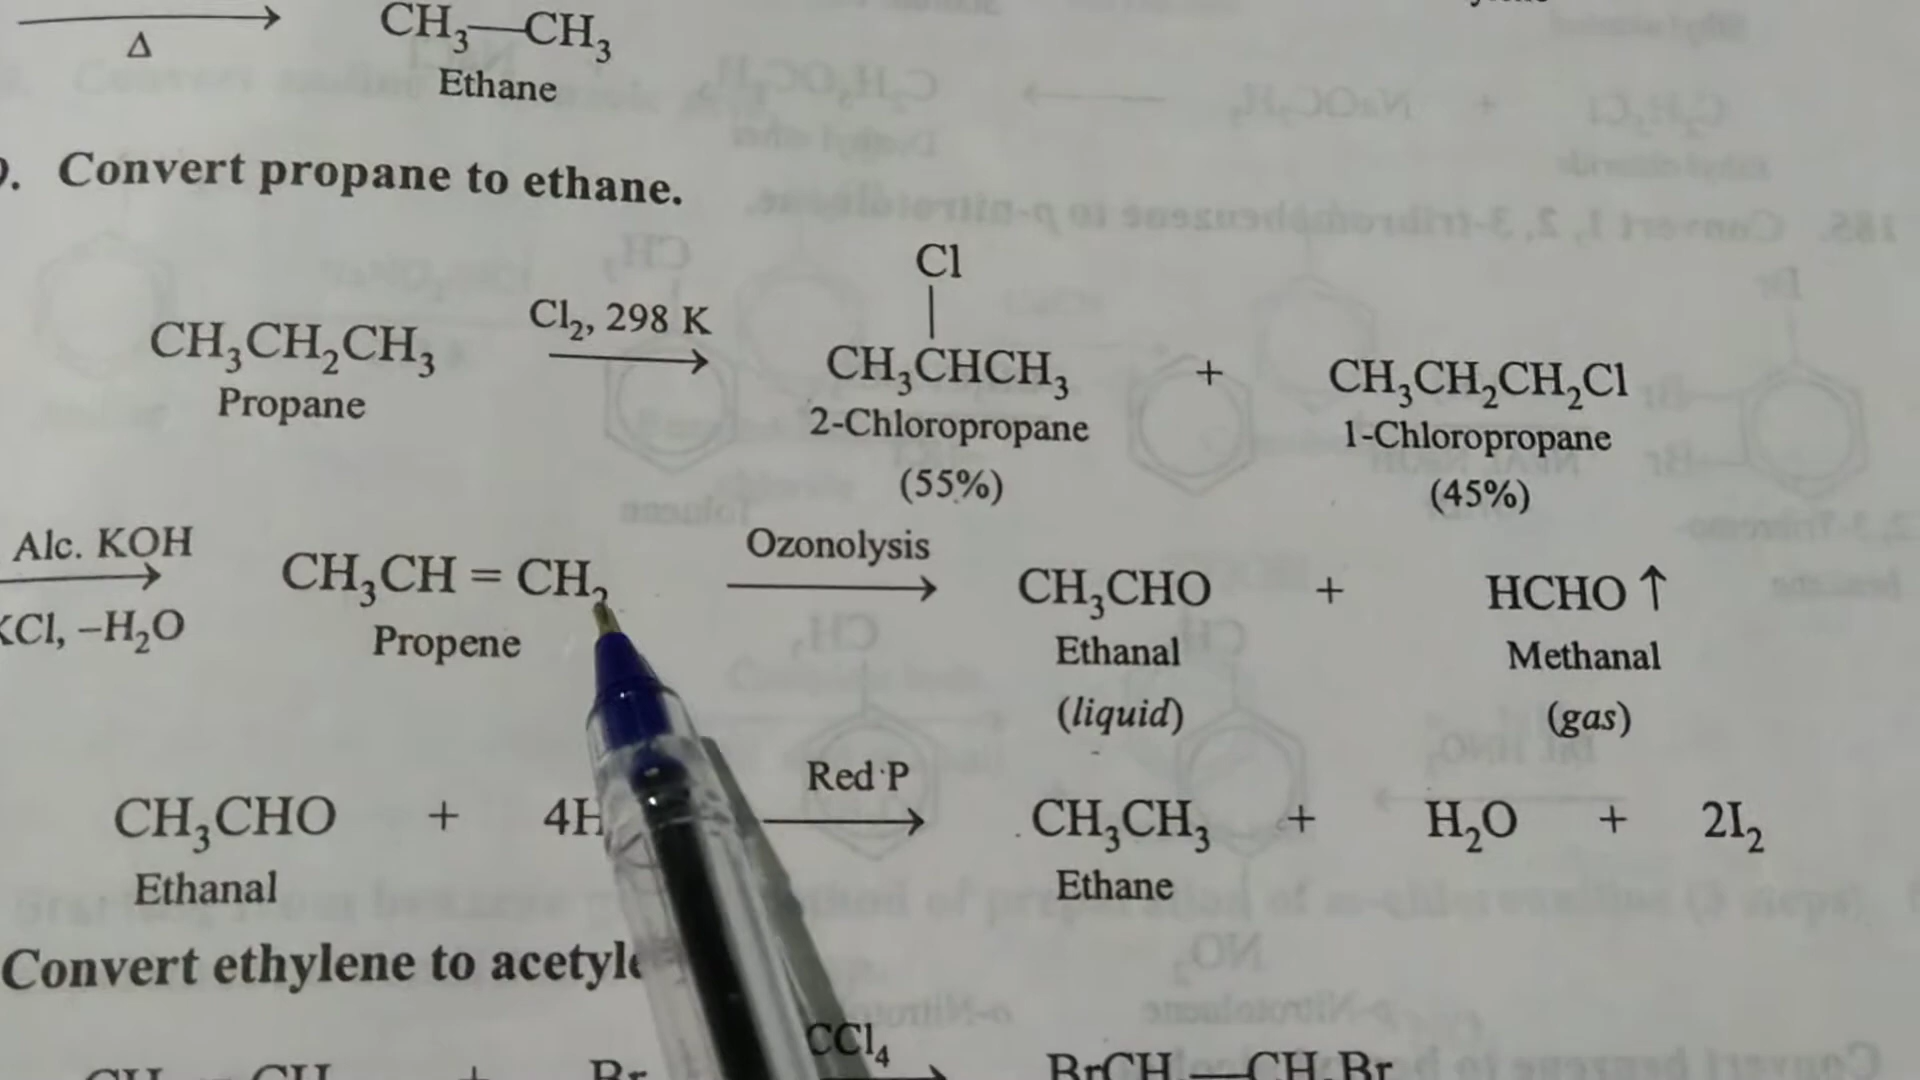 CH₃—CH₃
Δ
Ethane
. Convert propane to ethane.
Cl
CH₃CH₂CH₃ Cl₂, 298 K CH₃CHCH₃ + CH₃CH₂CH₂Cl
Propane 2-Chloropropane 1-Chloropropane
(55%) (45%)
Alc. KOH CH₃CH = CH₂ Ozonolysis CH₃CHO + HCHO ↑
KCl, –H₂O Propene Ethanal Methanal
(liquid) (gas)
CH₃CHO + 4H Red P CH₃CH₃ + H₂O + 2I₂
Ethanal Ethane
Convert ethylene to
CCl₄